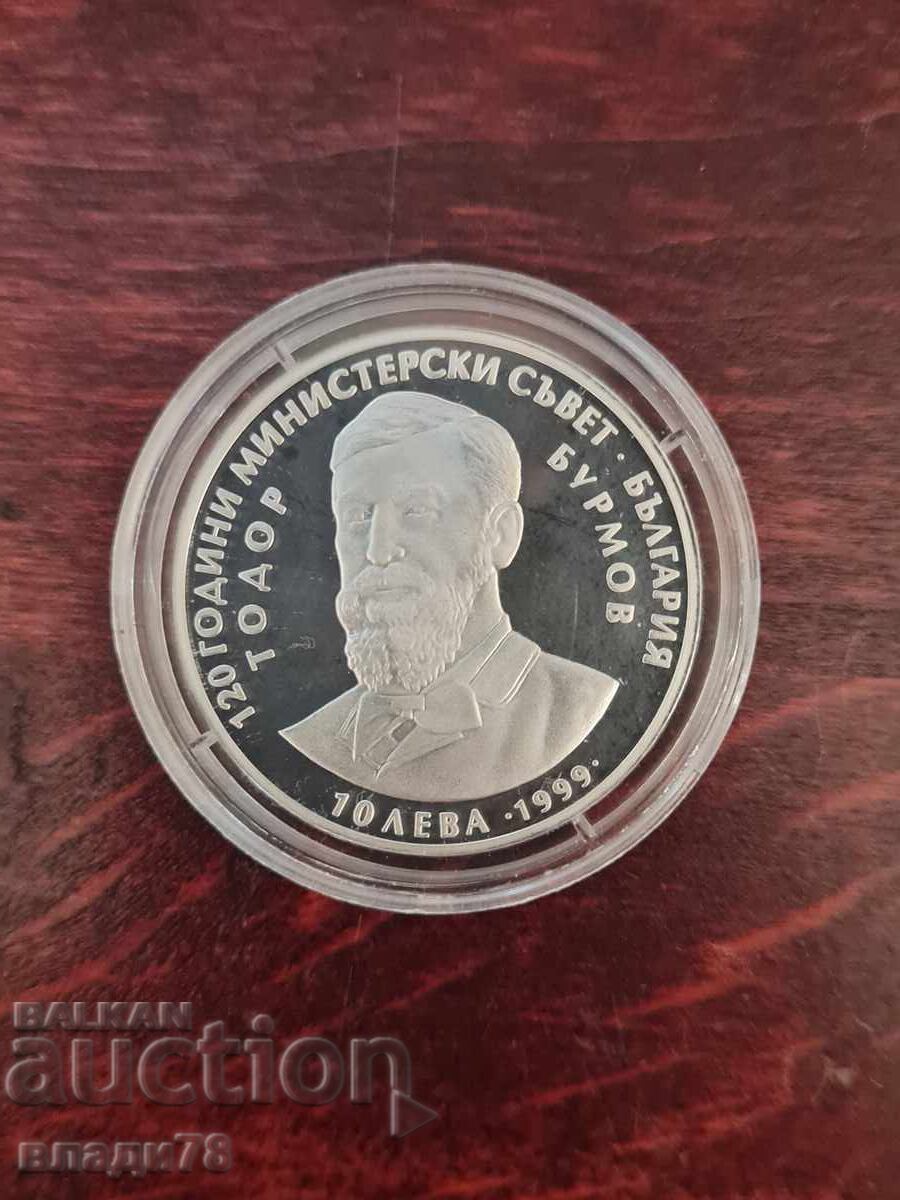 120 ГОДИНИ МИНИСТЕРСКИ СЪВЕТ · БЪЛГАРИЯ
ТОДОР
БУРМОВ
10 ЛЕВА · 1999 ·
BALKAN
auction
влади78